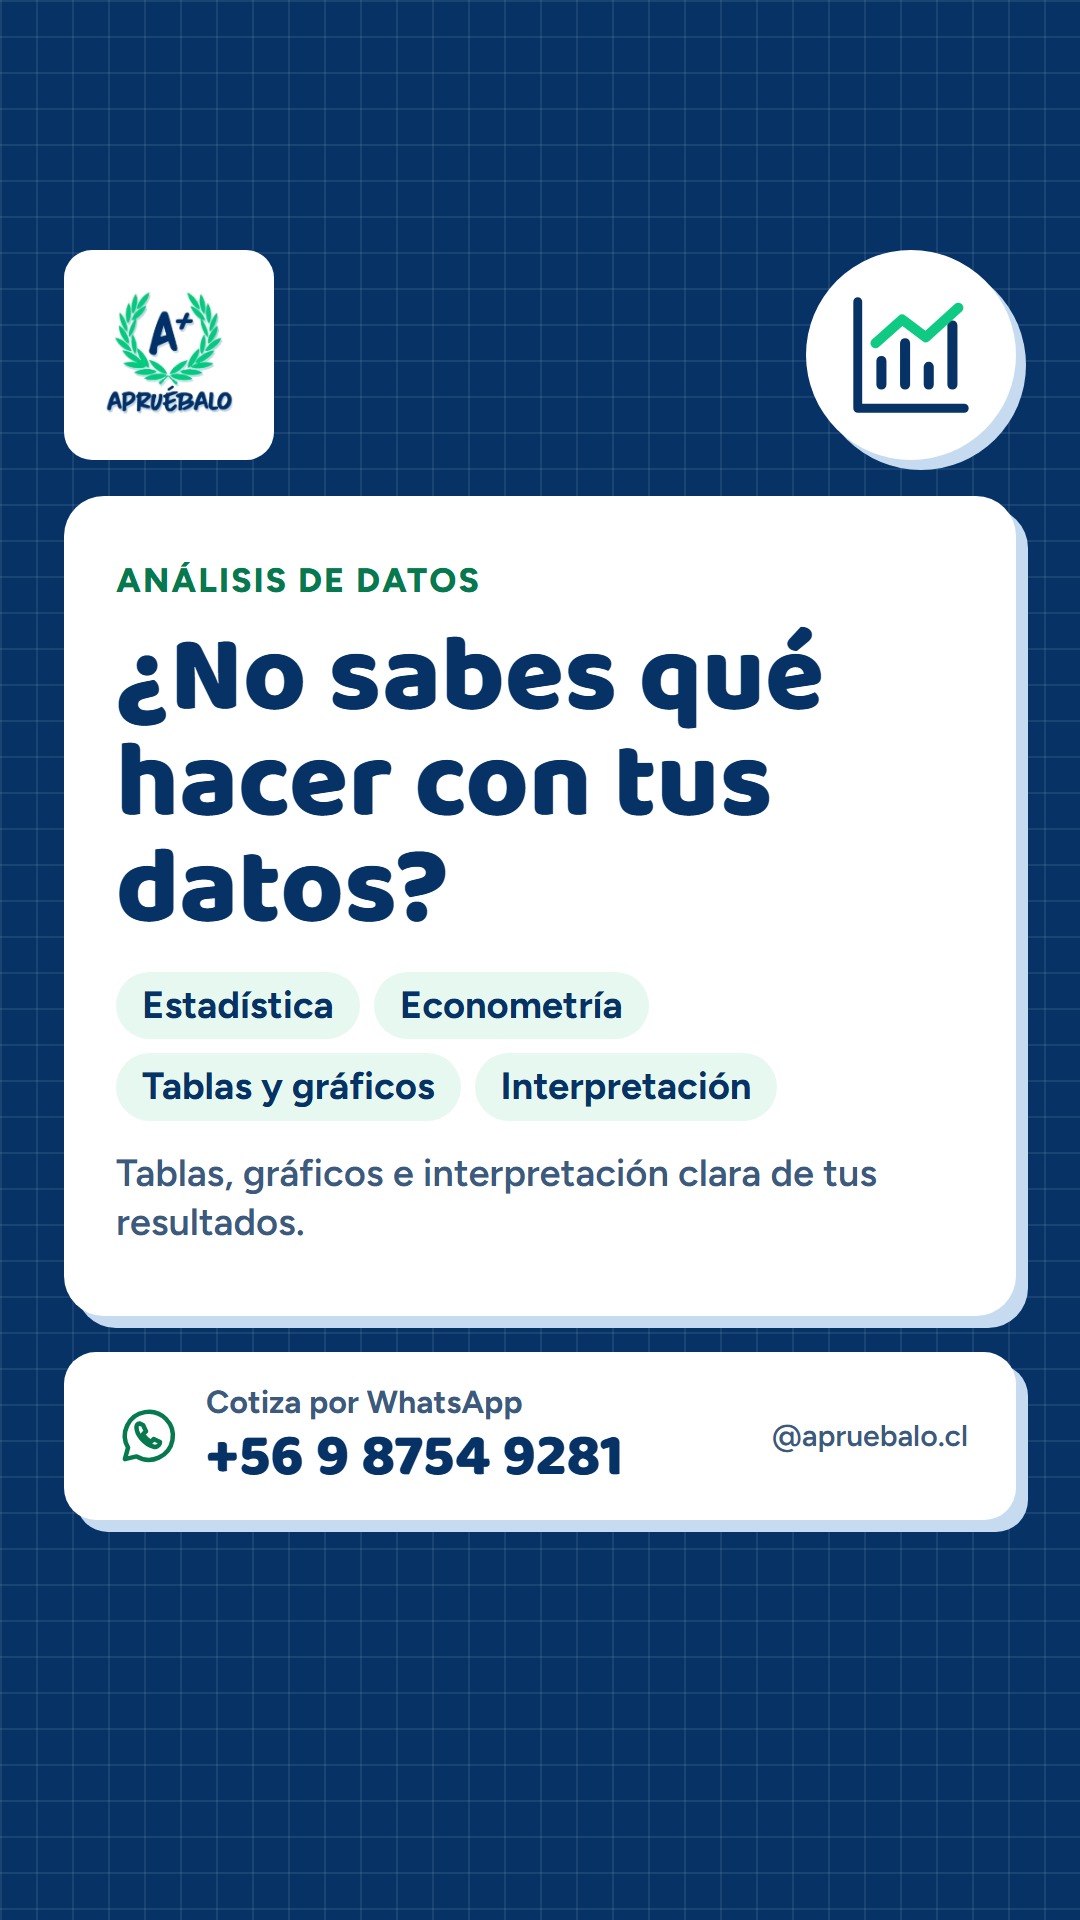 A+
APRUÉBALO
ANÁLISIS DE DATOS
¿No sabes qué
hacer con tus
datos?
Estadística
Econometría
Tablas y gráficos
Interpretación
Tablas, gráficos e interpretación clara de tus
resultados.
Cotiza por WhatsApp
+56 9 8754 9281
@apruebalo.cl